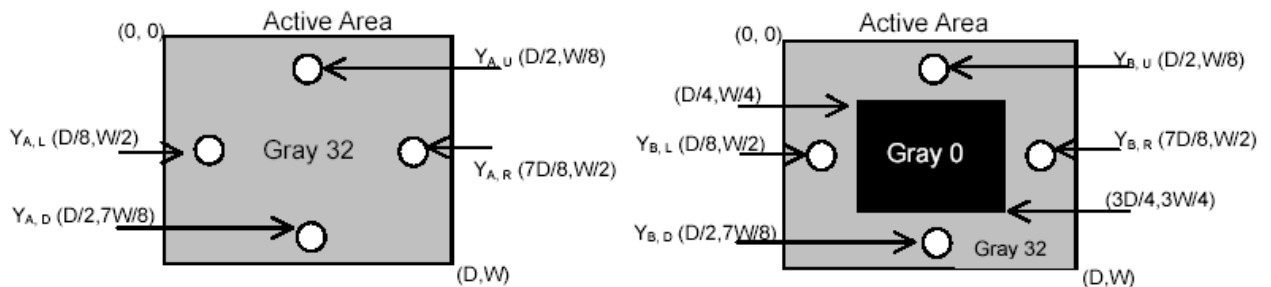 Active Area
(0, 0)
YA, U (D/2,W/8)
YA, L (D/8,W/2)
Gray 32
YA, R (7D/8,W/2)
YA, D (D/2,7W/8)
(D,W)
Active Area
(0, 0)
YB, U (D/2,W/8)
(D/4,W/4)
YB, L (D/8,W/2)
Gray 0
YB, R (7D/8,W/2)
(3D/4,3W/4)
YB, D (D/2,7W/8)
Gray 32
(D,W)